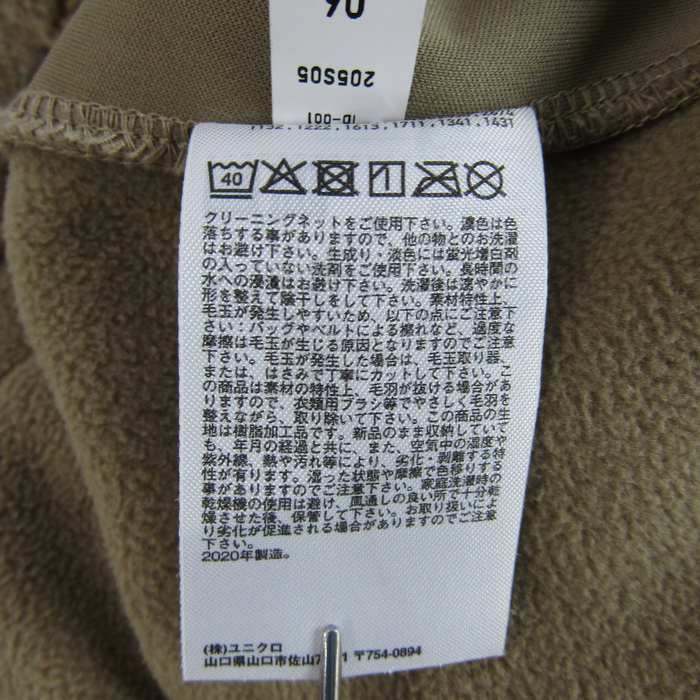 06
205S05
ID-001
1132,1222,1613,1711,1341,1431
40
クリーニングネットをご使用下さい。濃色は色
落ちする事がありますので、他の物とのお洗濯
はお避け下さい。生成り・淡色には蛍光増白剤
の入っていない洗剤をご使用下さい。長時間の
水への浸漬はお避け下さい。洗濯後は速やかに
形を整えて陰干しをして下さい。素材特性上、
毛玉が発生しやすいため、以下の点にご注意下
さい:バッグやベルトによる擦れなど、過度な
摩擦は毛玉が生じる原因となりますのでご注意
下さい。毛玉が発生した場合は、毛玉取り器、
または、はさみで丁寧にカットして下さい。こ
の商品は素材の特性上、毛羽が抜ける場合があ
りますので、衣類用ブラシ等でやさしく毛羽を
整えながら、取り除いて下さい。この商品の生
地は樹脂加工品です。新品のまま収納していて
も、年月の経過と共に、また、空気中の湿度や
紫外線、熱や汚れ等により、劣化・剥離する特
性が有ります。湿った状態や摩擦で色移りする
事がありますのでご注意下さい。家庭洗濯時の
乾燥機の使用は避け、風通しの良い所で十分乾
燥させた後、保管して下さい。お取り扱いによ
り劣化が促進される場合がありますのでご注意
下さい。
2020年製造。
(株)ユニクロ
山口県山口市佐山7 1 〒754-0894